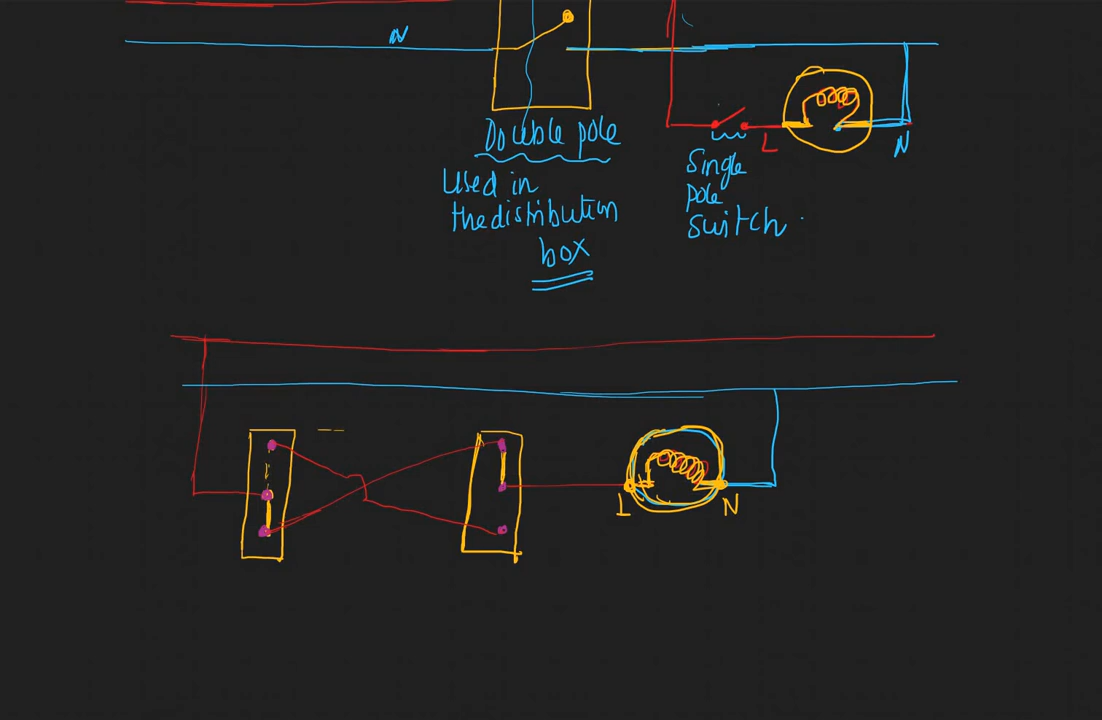 N
Double pole
Used in
the distribution
box
L
N
Single
pole
switch
L
N